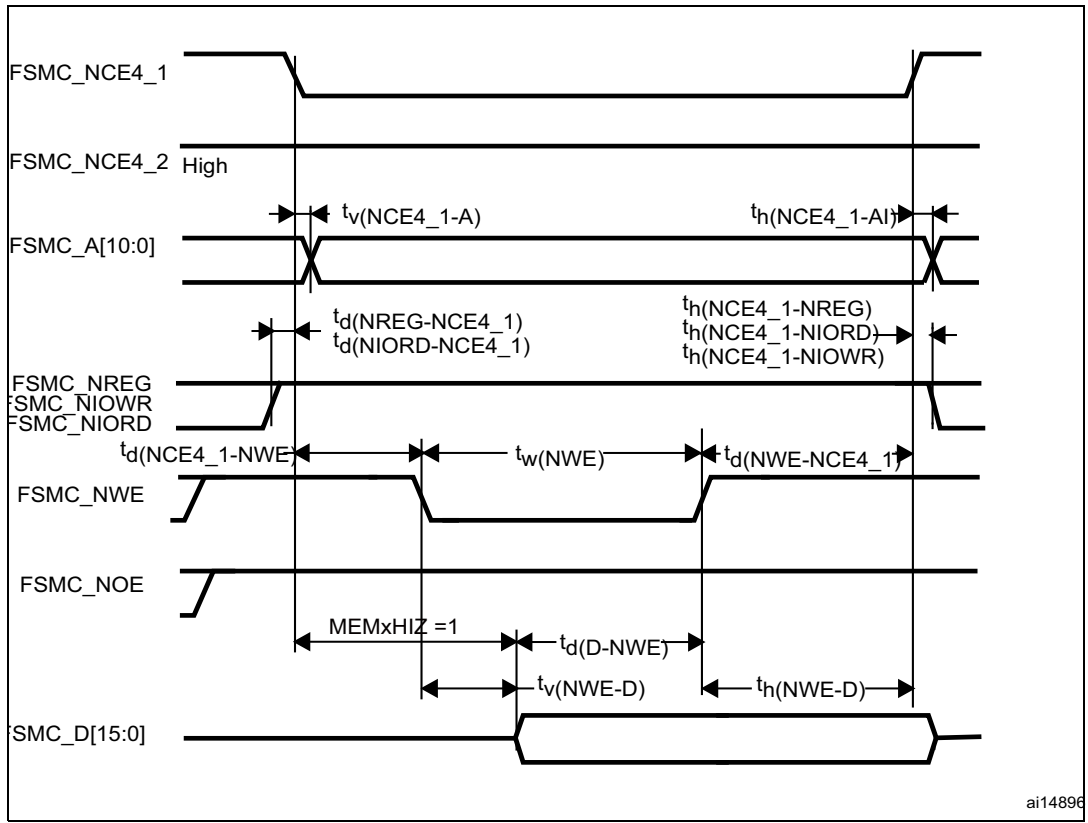 FSMC_NCE4_1
FSMC_NCE4_2 High
tv(NCE4_1-A)
th(NCE4_1-AI)
FSMC_A[10:0]
td(NREG-NCE4_1)
td(NIORD-NCE4_1)
th(NCE4_1-NREG)
th(NCE4_1-NIORD)
th(NCE4_1-NIOWR)
FSMC_NREG
FSMC_NIOWR
FSMC_NIORD
td(NCE4_1-NWE)
tw(NWE)
td(NWE-NCE4_1)
FSMC_NWE
FSMC_NOE
MEMxHIZ =1
td(D-NWE)
tv(NWE-D)
th(NWE-D)
FSMC_D[15:0]
ai14896